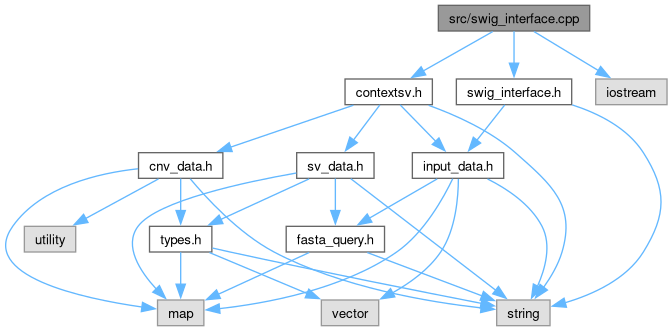 src/swig_interface.cpp
contextsv.h
swig_interface.h
iostream
cnv_data.h
sv_data.h
input_data.h
utility
types.h
fasta_query.h
map
vector
string